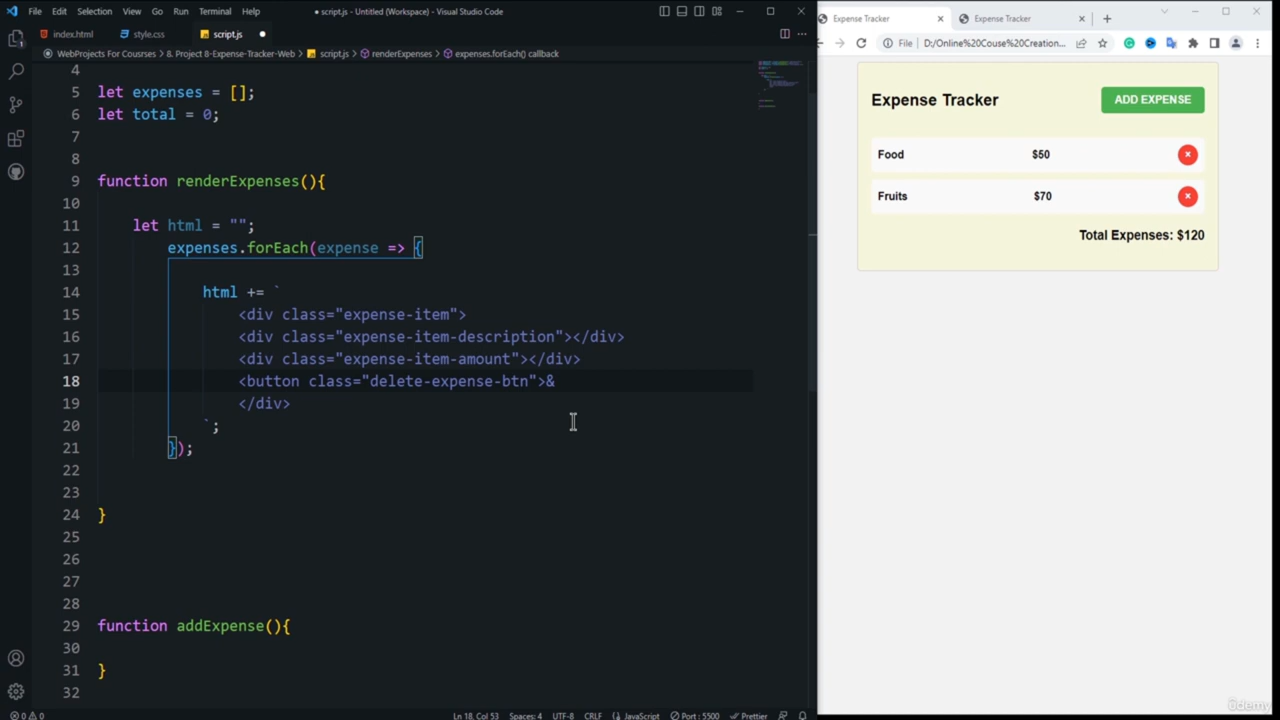 File Edit Selection View Go Run Terminal Help
● script.js - Untitled (Workspace) - Visual Studio Code
index.html
style.css
script.js
WebProjects For Coursses > 8. Project 8-Expense-Tracker-Web > script.js > renderExpenses > expenses.forEach() callback
4
5 let expenses = [];
6 let total = 0;
7
8
9 function renderExpenses(){
10
11 let html = "";
12 expenses.forEach(expense => {
13
14 html += `
15 <div class="expense-item">
16 <div class="expense-item-description"></div>
17 <div class="expense-item-amount"></div>
18 <button class="delete-expense-btn">&
19 </div>
20 `;
21 });
22
23
24 }
25
26
27
28
29 function addExpense(){
30
31 }
32
0 0
Ln 18, Col 53 Spaces: 4 UTF-8 CRLF JavaScript Port : 5500 Prettier
Expense Tracker
Expense Tracker
File D:/Online%20Couse%20Creation...
Expense Tracker
ADD EXPENSE
Food $50 ×
Fruits $70 ×
Total Expenses: $120
ûdemy